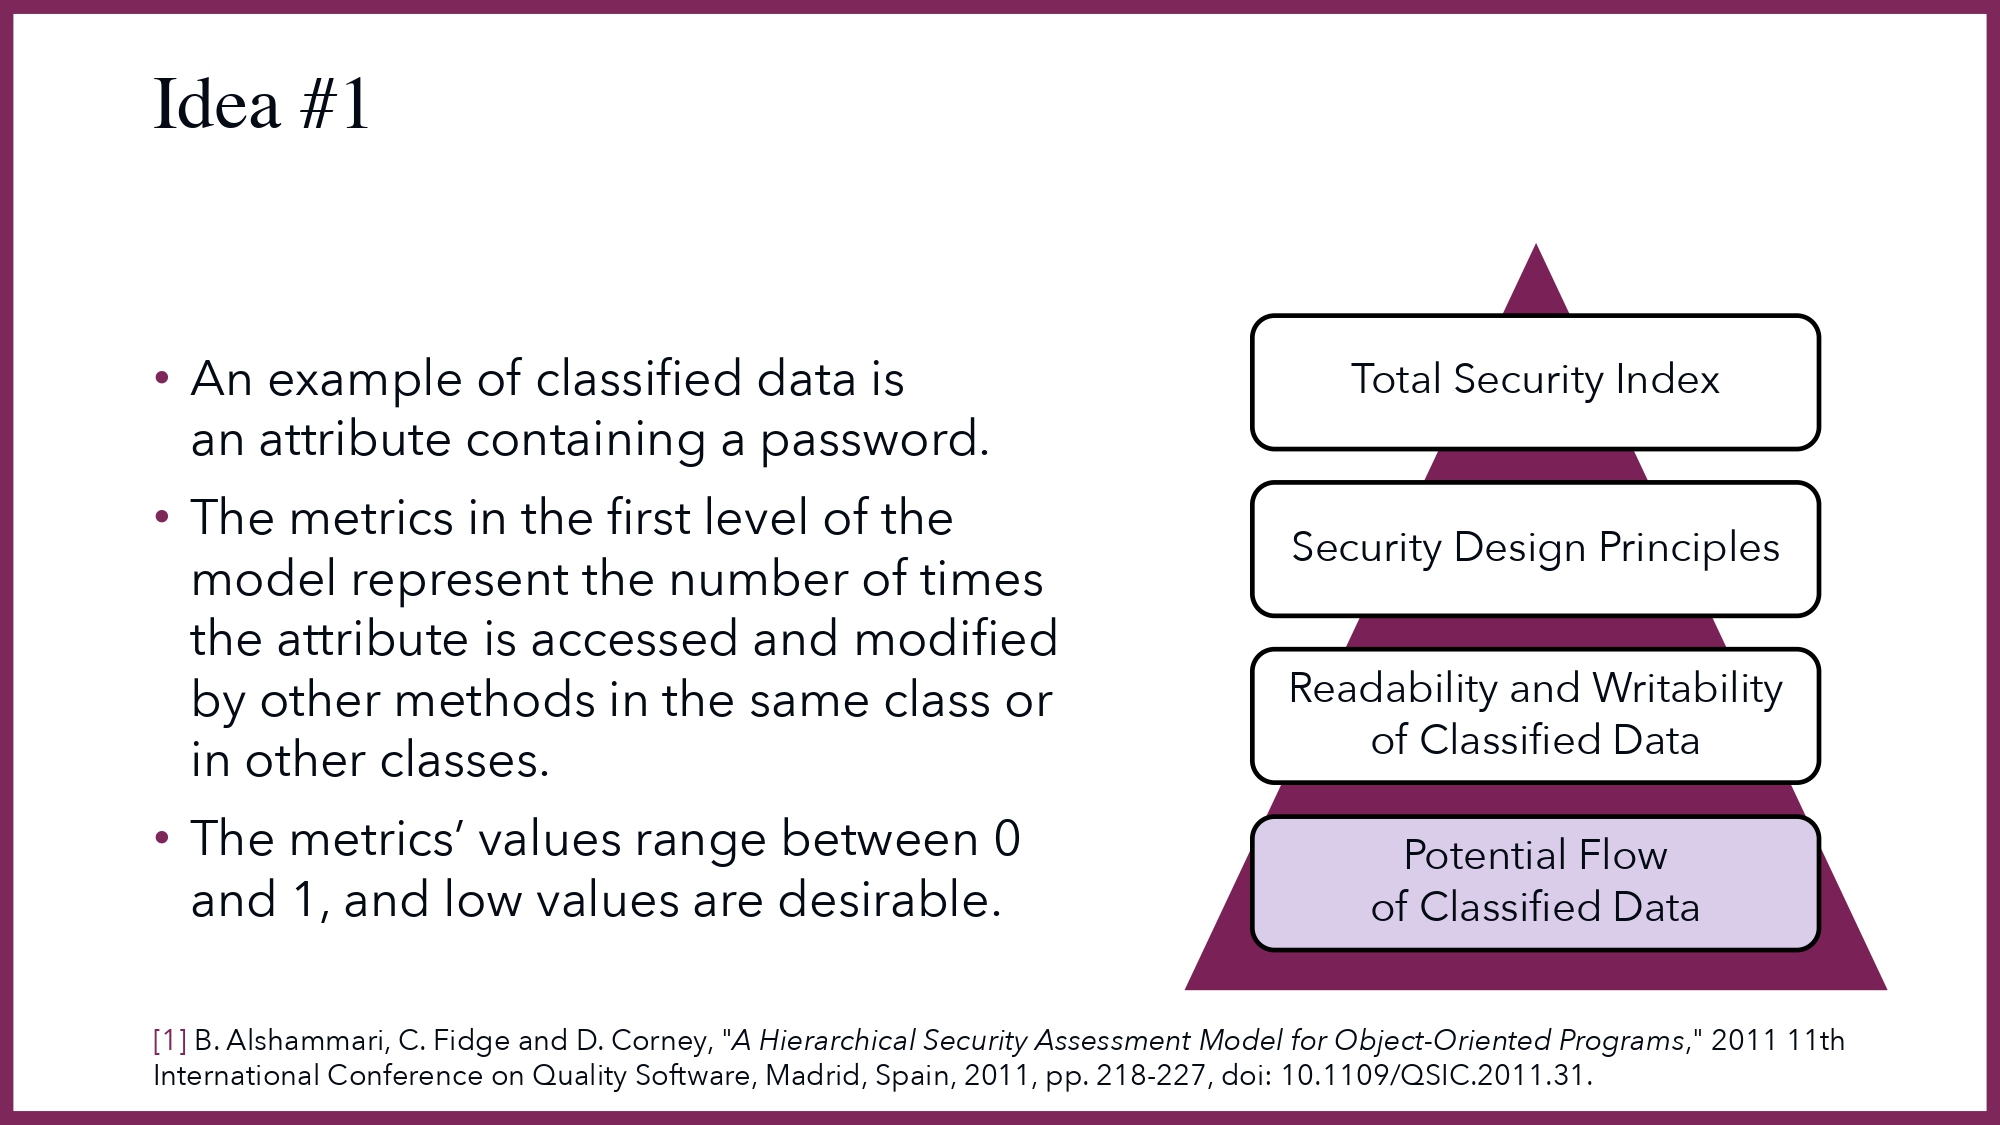 Idea #1
• An example of classified data is
an attribute containing a password.
• The metrics in the first level of the
model represent the number of times
the attribute is accessed and modified
by other methods in the same class or
in other classes.
• The metrics’ values range between 0
and 1, and low values are desirable.
Total Security Index
Security Design Principles
Readability and Writability
of Classified Data
Potential Flow
of Classified Data
[1] B. Alshammari, C. Fidge and D. Corney, "A Hierarchical Security Assessment Model for Object-Oriented Programs," 2011 11th
International Conference on Quality Software, Madrid, Spain, 2011, pp. 218-227, doi: 10.1109/QSIC.2011.31.